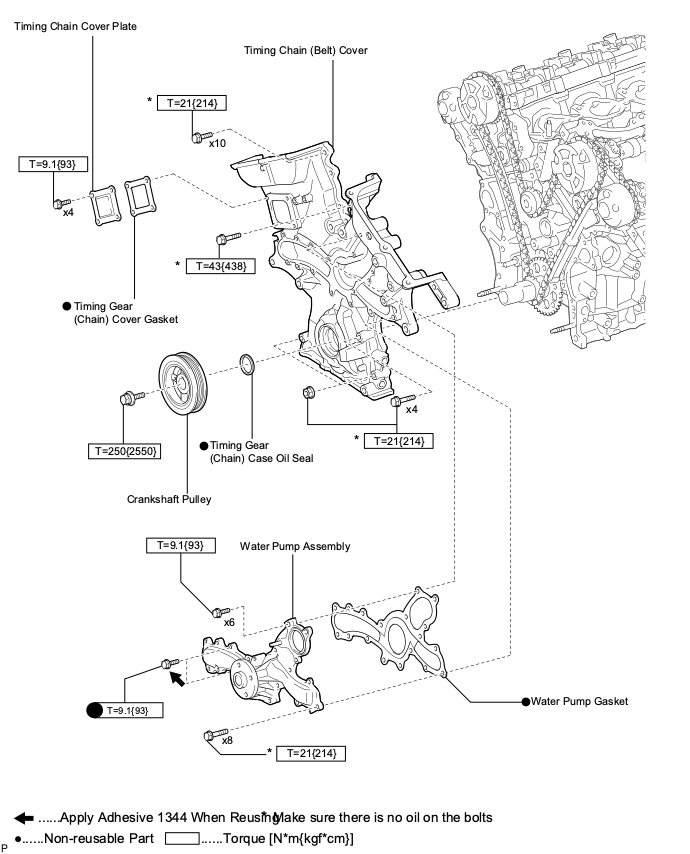 Timing Chain Cover Plate
Timing Chain (Belt) Cover
* T=21{214}
x10
T=9.1{93}
x4
* T=43{438}
● Timing Gear
(Chain) Cover Gasket
x4
* T=21{214}
T=250{2550}
● Timing Gear
(Chain) Case Oil Seal
Crankshaft Pulley
T=9.1{93}
Water Pump Assembly
x6
● T=9.1{93}
● Water Pump Gasket
x8
* T=21{214}
......Apply Adhesive 1344 When Reusing
* Make sure there is no oil on the bolts
●......Non-reusable Part
......Torque [N*m{kgf*cm}]
P